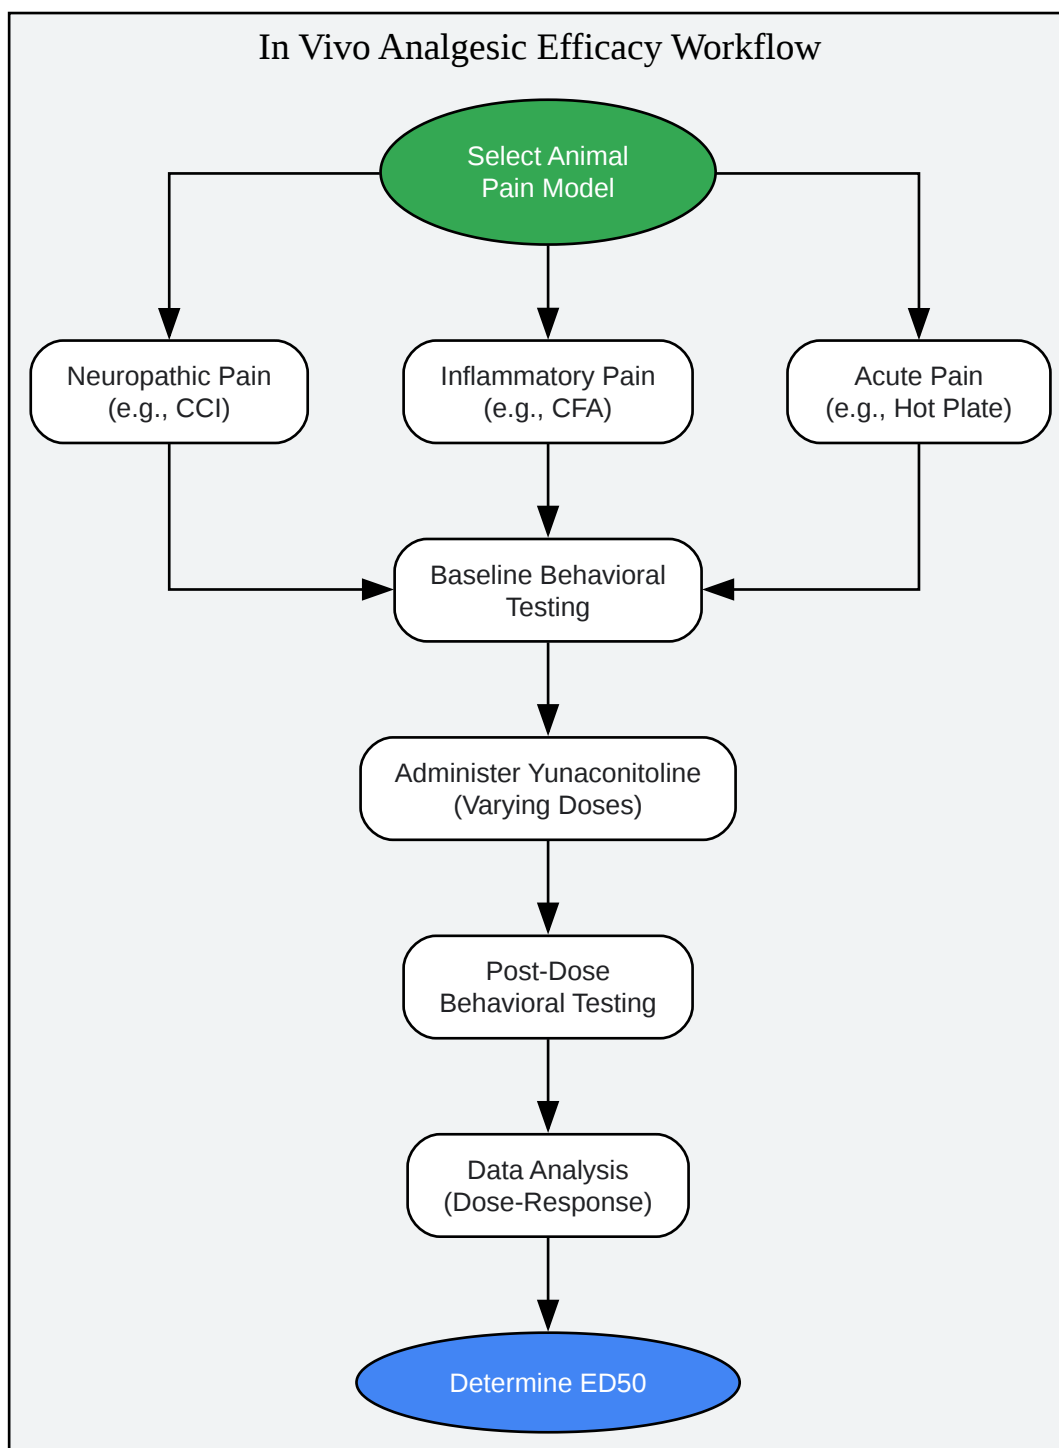 In Vivo Analgesic Efficacy Workflow
Select Animal
Pain Model
Neuropathic Pain
(e.g., CCI)
Inflammatory Pain
(e.g., CFA)
Acute Pain
(e.g., Hot Plate)
Baseline Behavioral
Testing
Administer Yunaconitoline
(Varying Doses)
Post-Dose
Behavioral Testing
Data Analysis
(Dose-Response)
Determine ED50